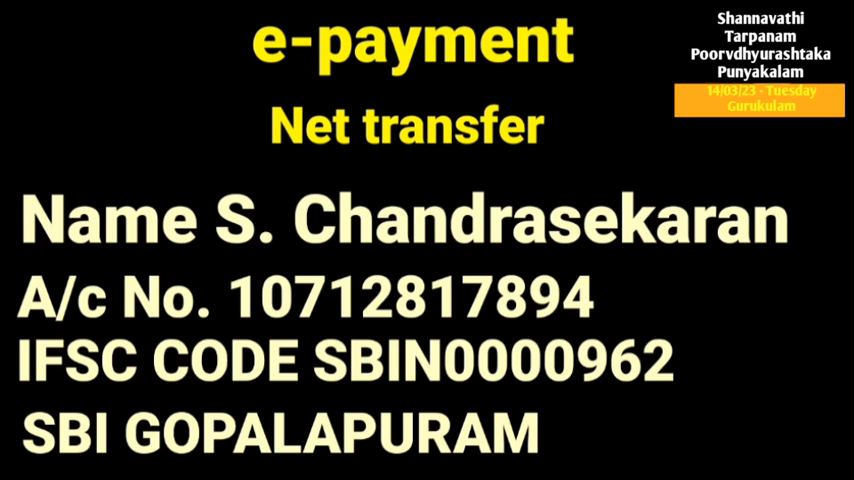 e-payment
Net transfer
Shannavathi
Tarpanam
Poorvdhyurashtaka
Punyakalam
14/03/23 - Tuesday
Gurukulam
Name S. Chandrasekaran
A/c No. 10712817894
IFSC CODE SBIN0000962
SBI GOPALAPURAM